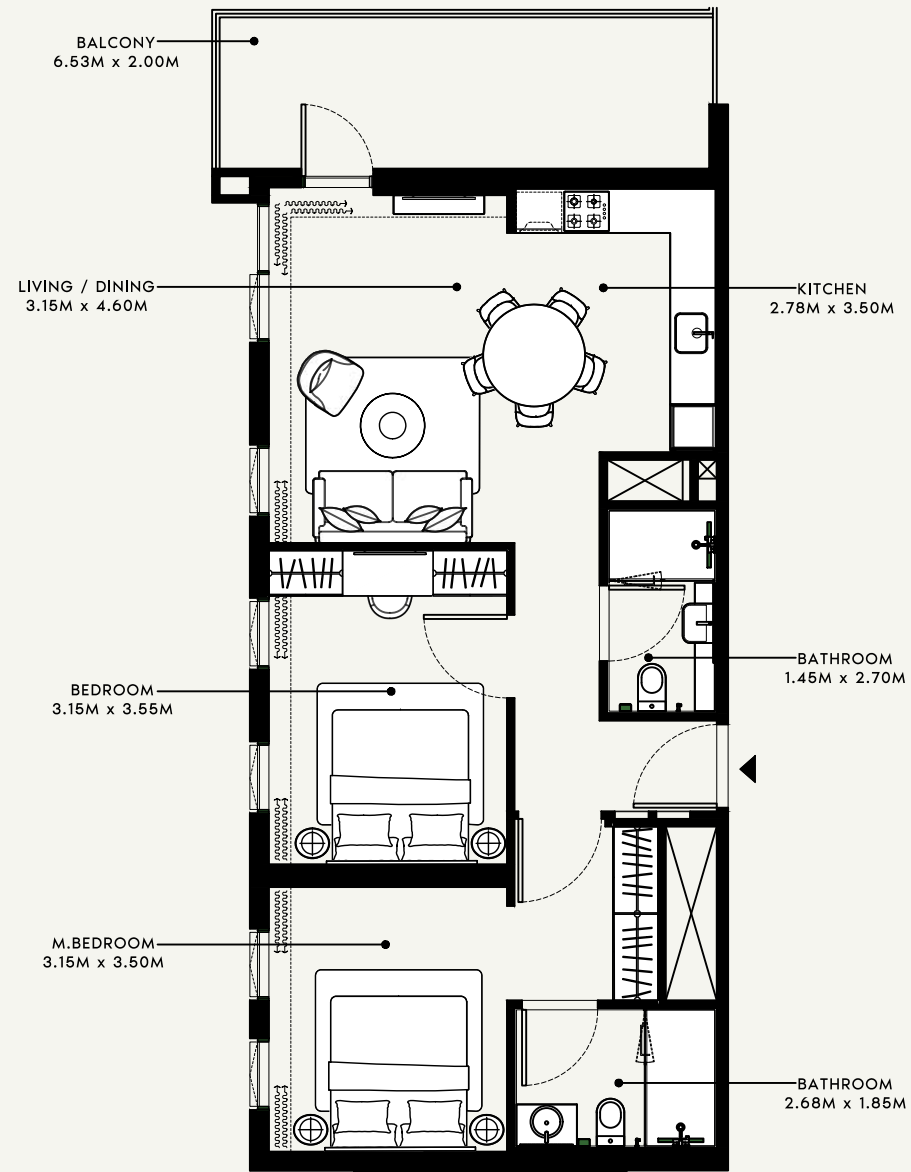 BALCONY
6.53M x 2.00M
LIVING / DINING
3.15M x 4.60M
KITCHEN
2.78M x 3.50M
BATHROOM
1.45M x 2.70M
BEDROOM
3.15M x 3.55M
M.BEDROOM
3.15M x 3.50M
BATHROOM
2.68M x 1.85M